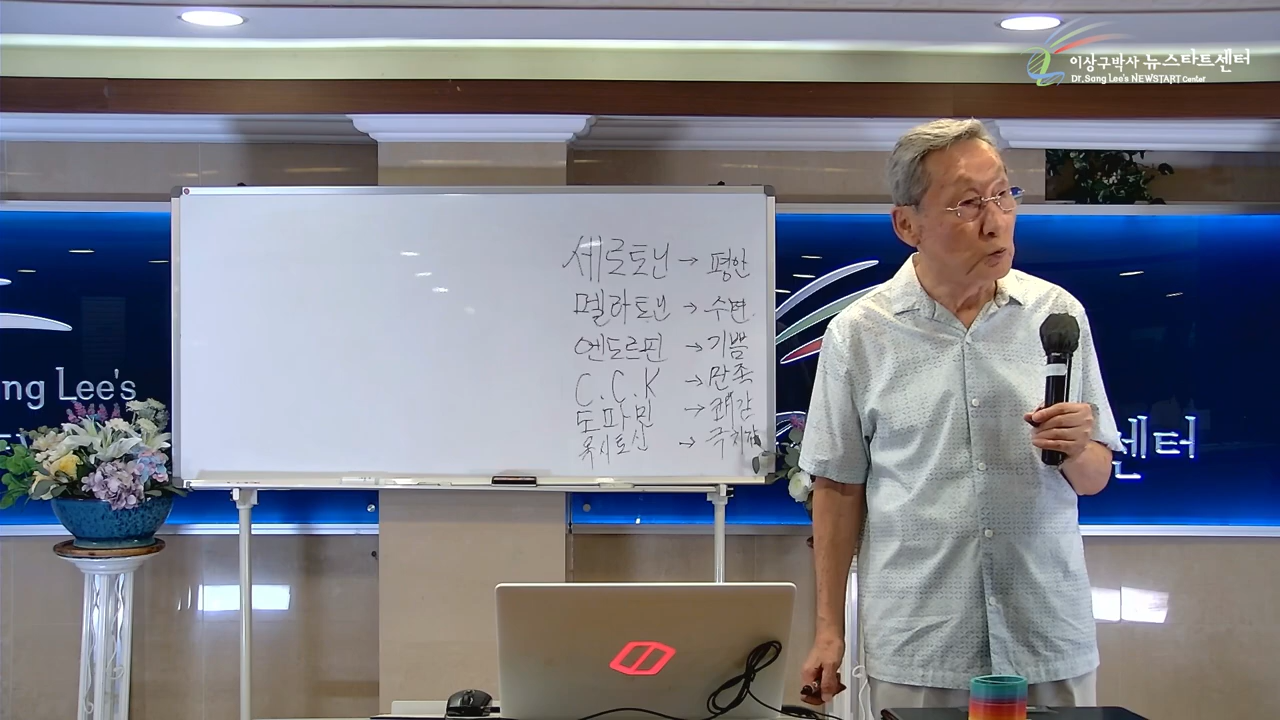 이상구박사 뉴스타트센터
Dr. Sang Lee's NEWSTART Center
세로토닌 → 평안
멜라토닌 → 수면
엔도르핀 → 기쁨
C.C.K → 만족
도파민 → 쾌감
옥시토신 → 극치감
ng Lee's
센터